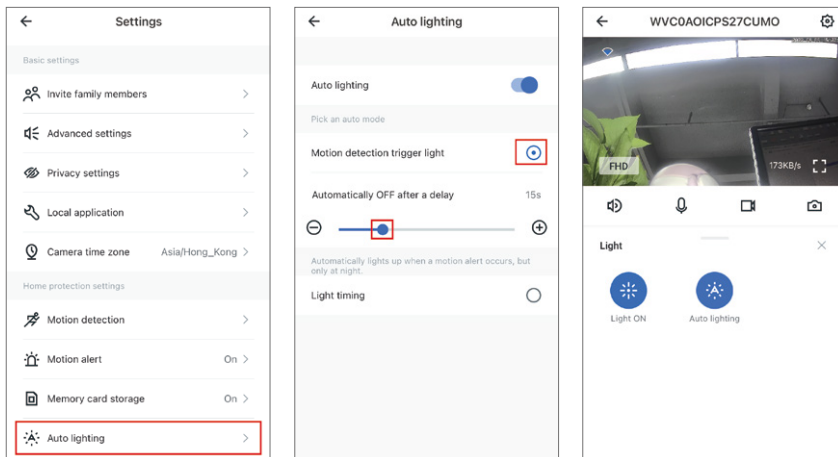 Settings
Basic settings
Invite family members
Advanced settings
Privacy settings
Local application
Camera time zone Asia/Hong_Kong
Home protection settings
Motion detection
Motion alert On
Memory card storage On
Auto lighting
Auto lighting
Auto lighting
Pick an auto mode
Motion detection trigger light
Automatically OFF after a delay 15s
Automatically lights up when a motion alert occurs, but
only at night.
Light timing
WVC0AOICPS27CUMO
FHD 173KB/s
Light
Light ON Auto lighting